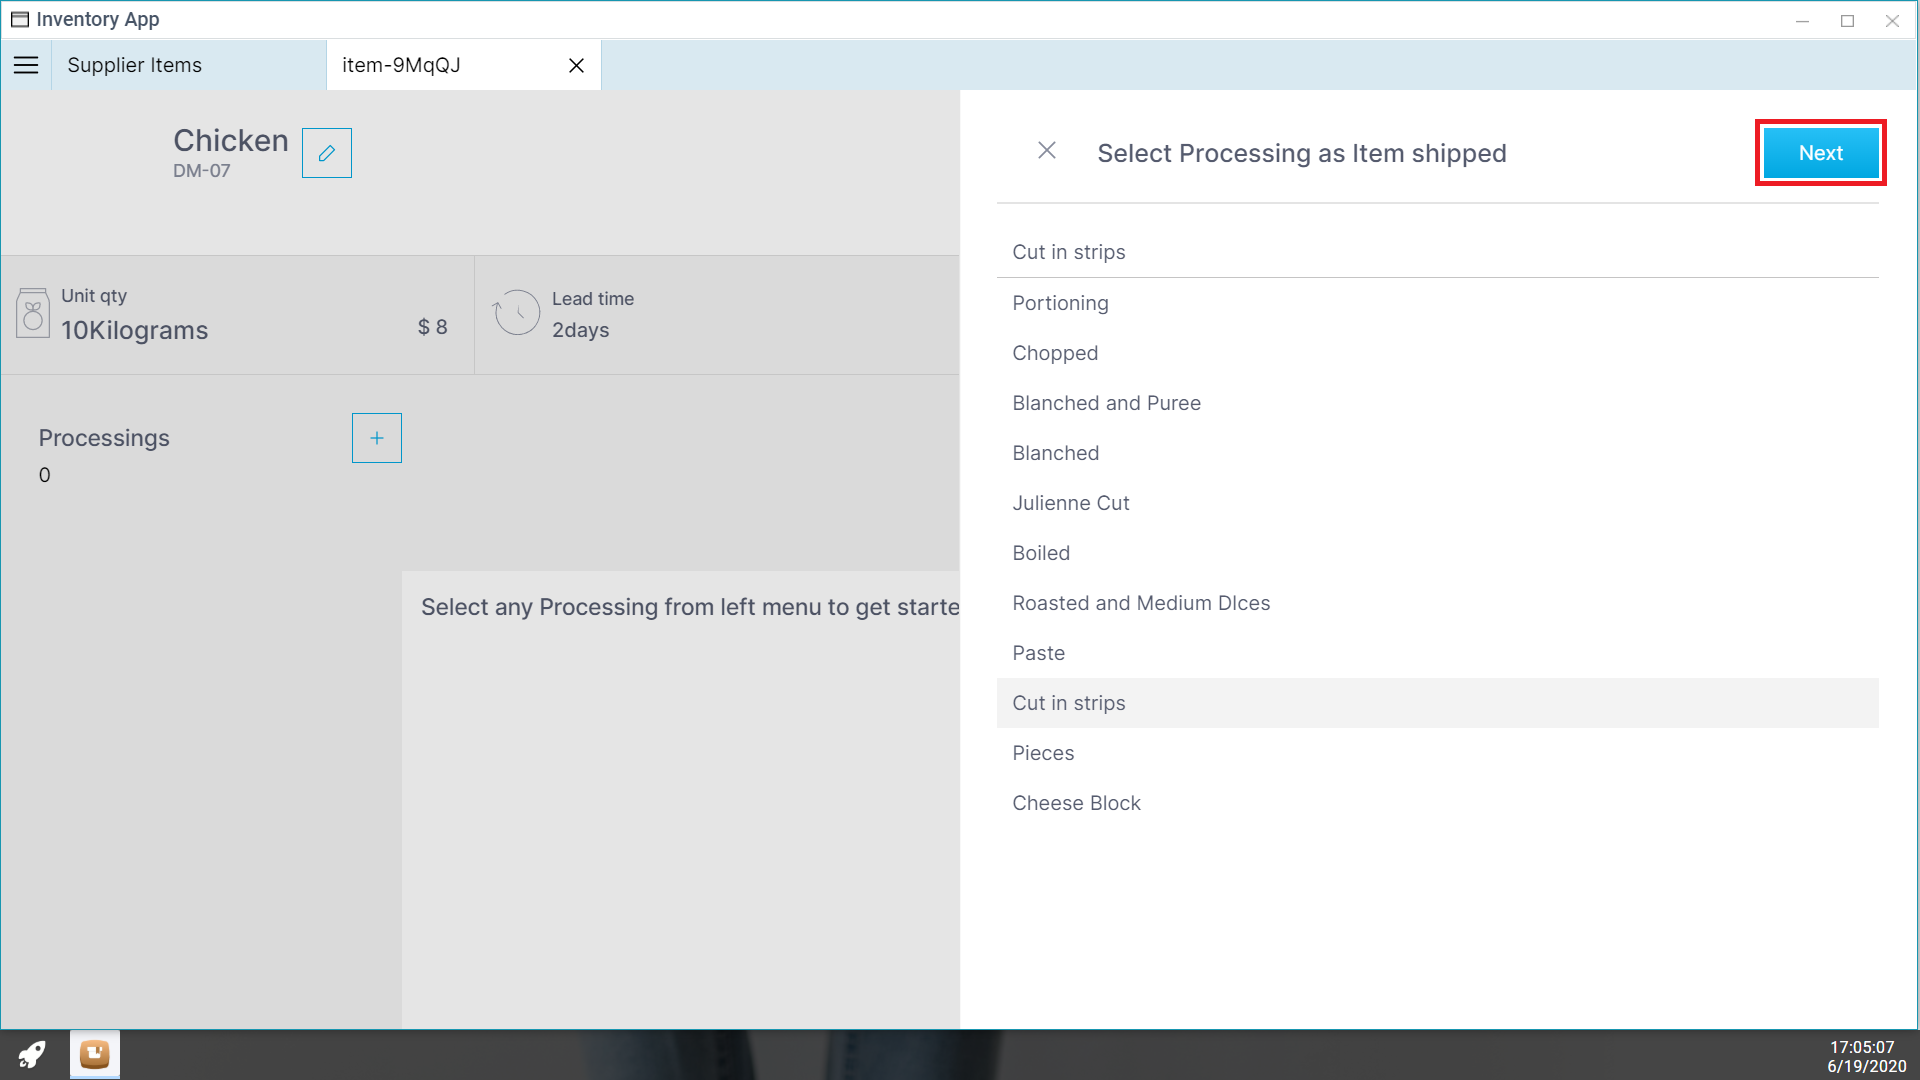 Inventory App
Supplier Items
item-9MqQJ
Chicken
DM-07
Unit qty
10Kilograms
$ 8
Lead time
2days
Processings
0
Select any Processing from left menu to get starte
Select Processing as Item shipped
Next
Cut in strips
Portioning
Chopped
Blanched and Puree
Blanched
Julienne Cut
Boiled
Roasted and Medium DIces
Paste
Cut in strips
Pieces
Cheese Block
17:05:07
6/19/2020